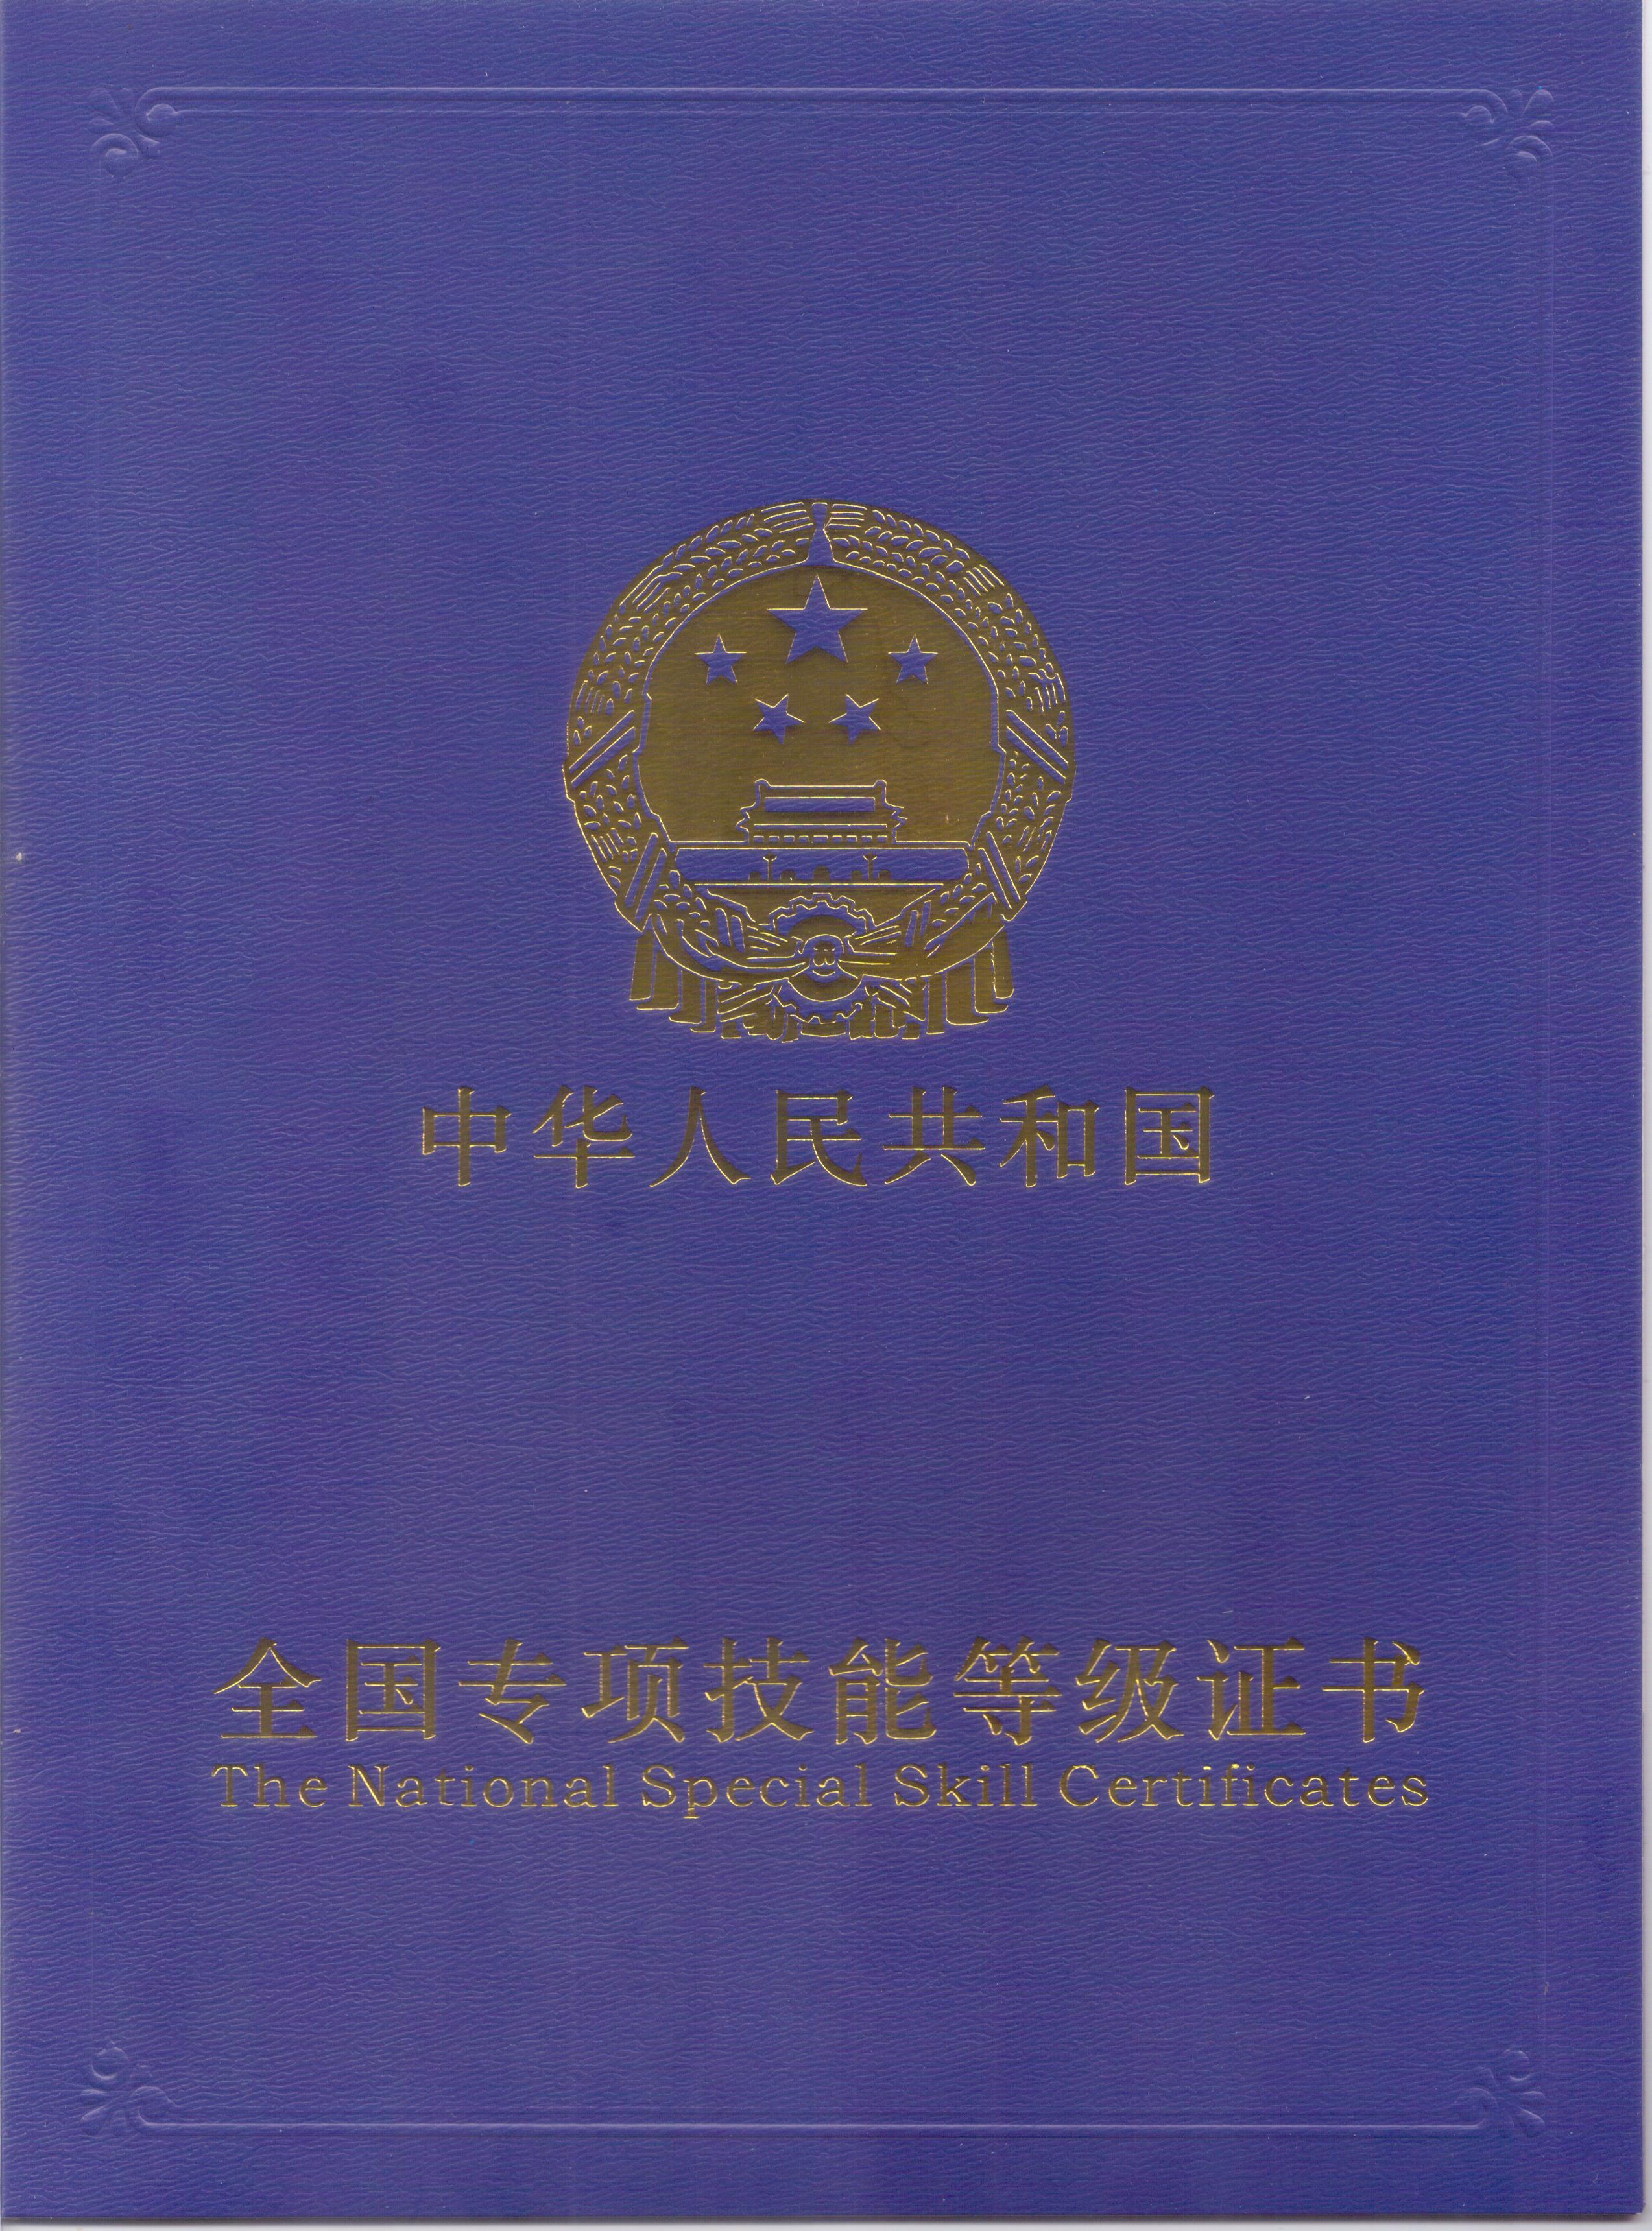 中华人民共和国
全国专项技能等级证书
The National Special Skill Certificates